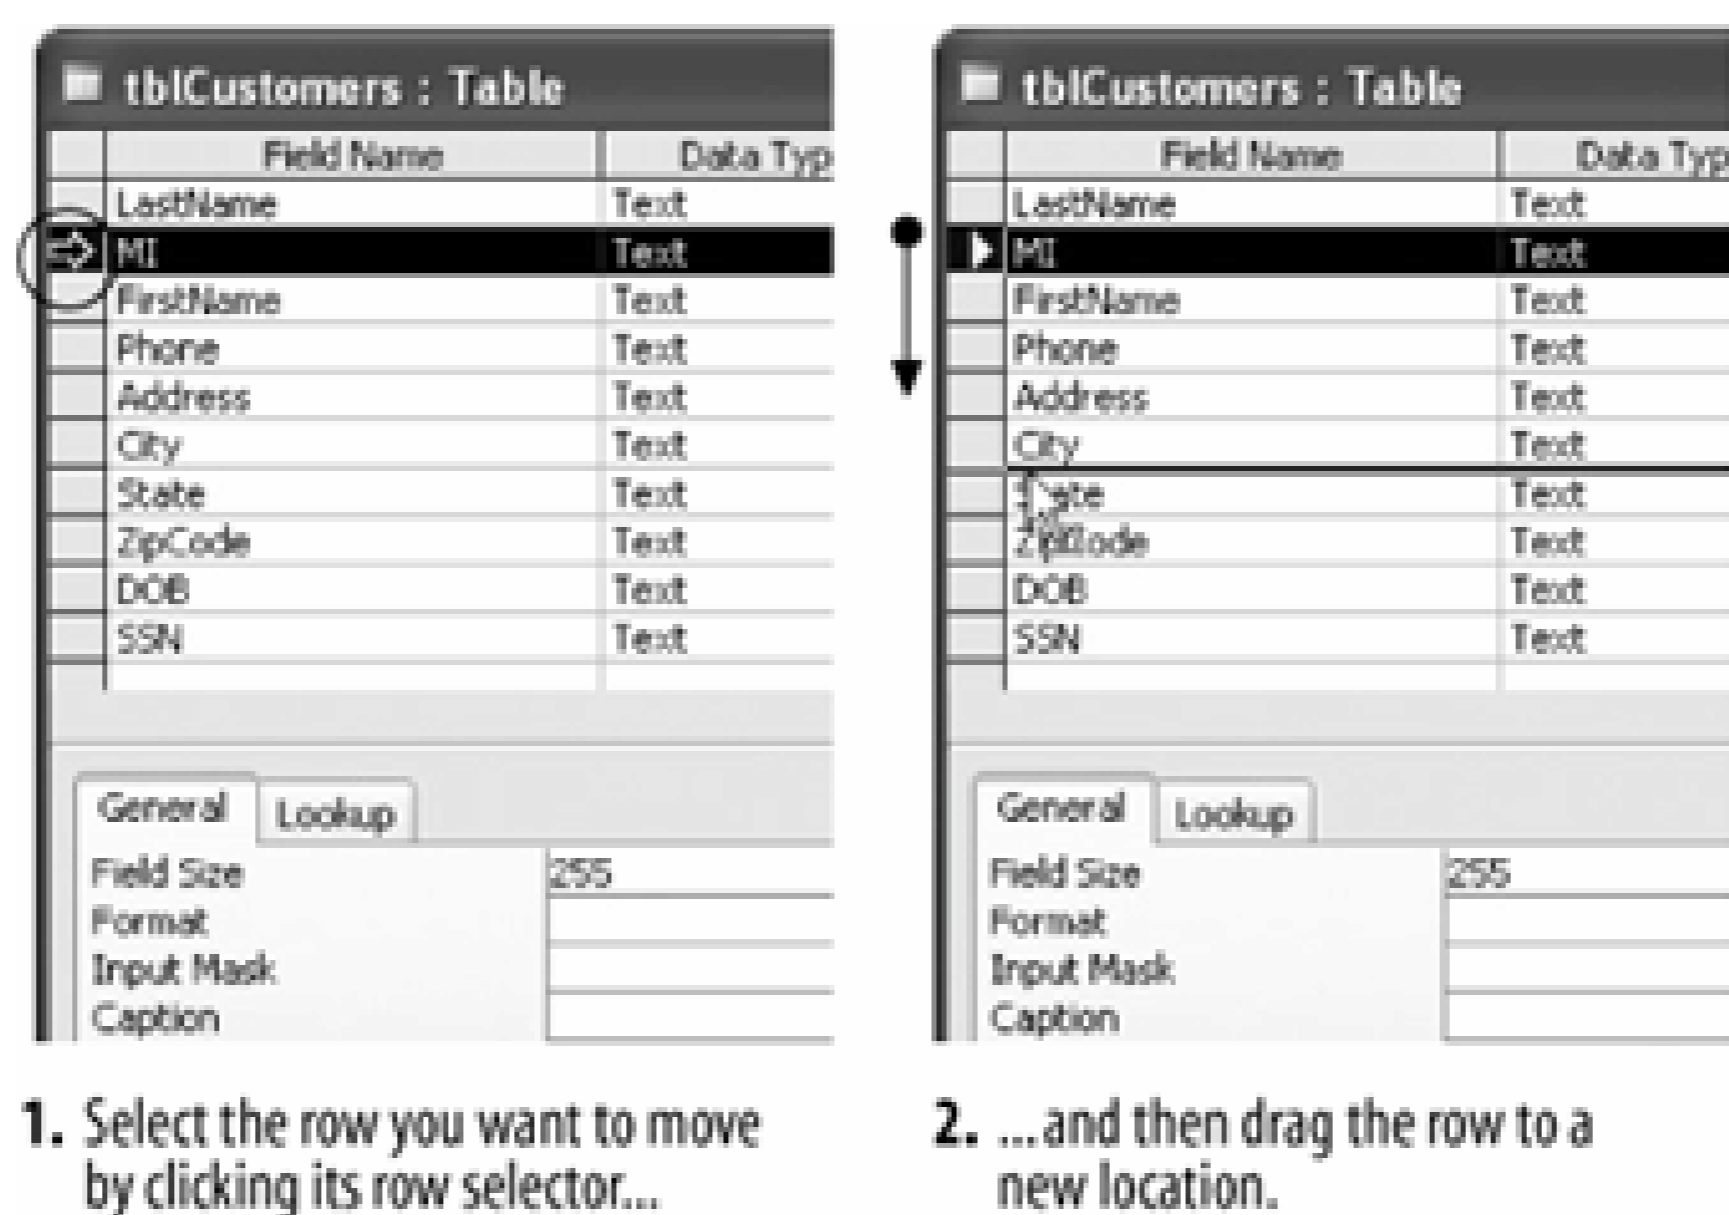 tblCustomers : Table
Field Name Data Typ
LastName Text
MI Text
FirstName Text
Phone Text
Address Text
City Text
State Text
ZipCode Text
DOB Text
SSN Text
General Lookup
Field Size 255
Format
Input Mask
Caption
1. Select the row you want to move
by clicking its row selector...
tblCustomers : Table
Field Name Data Typ
LastName Text
MI Text
FirstName Text
Phone Text
Address Text
City Text
State Text
ZipCode Text
DOB Text
SSN Text
General Lookup
Field Size 255
Format
Input Mask
Caption
2. ...and then drag the row to a
new location.